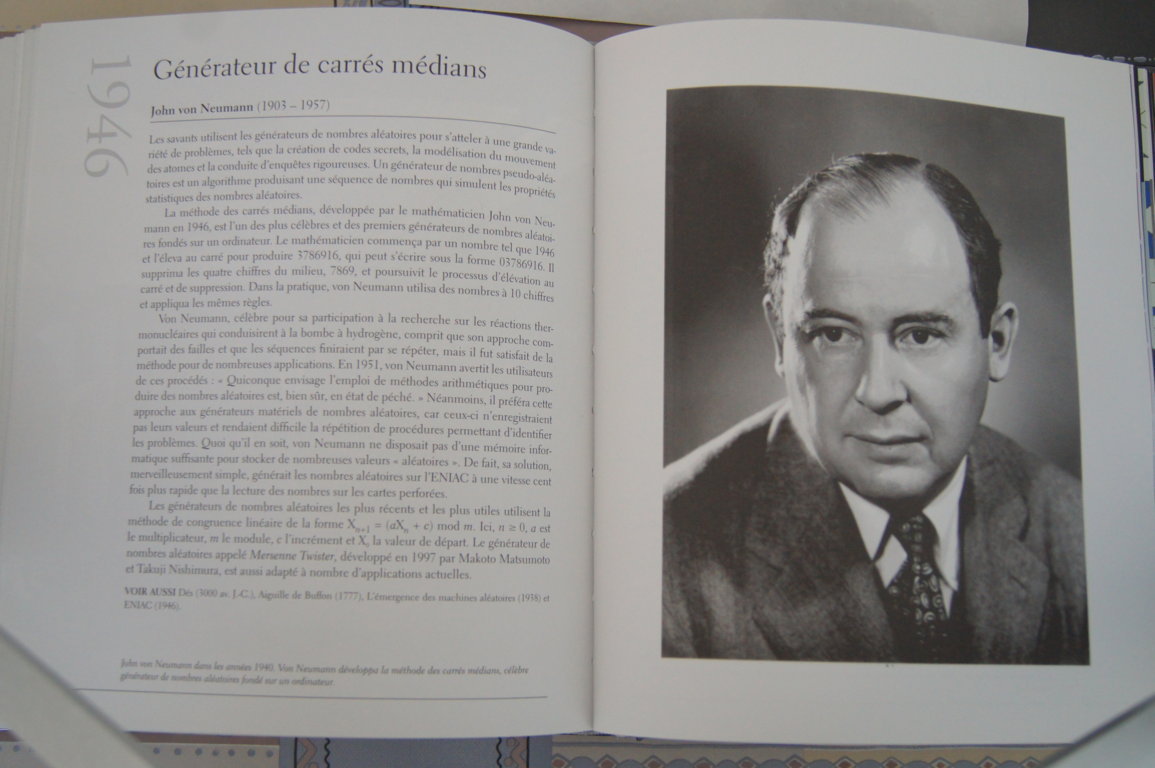 1946
Générateur de carrés médians
John von Neumann (1903 – 1957)
Les savants utilisent les générateurs de nombres aléatoires pour s'atteler à une grande va-
riété de problèmes, tels que la création de codes secrets, la modélisation du mouvement
des atomes et la conduite d'enquêtes rigoureuses. Un générateur de nombres pseudo-aléa-
toires est un algorithme produisant une séquence de nombres qui simulent les propriétés
statistiques des nombres aléatoires.
La méthode des carrés médians, développée par le mathématicien John von Neu-
mann en 1946, est l'un des plus célèbres et des premiers générateurs de nombres aléatoi-
res fondés sur un ordinateur. Le mathématicien commença par un nombre tel que 1946
et l'éleva au carré pour produire 3786916, qui peut s'écrire sous la forme 03786916. Il
supprima les quatre chiffres du milieu, 7869, et poursuivit le processus d'élévation au
carré et de suppression. Dans la pratique, von Neumann utilisa des nombres à 10 chiffres
et appliqua les mêmes règles.
Von Neumann, célèbre pour sa participation à la recherche sur les réactions ther-
monucléaires qui conduisirent à la bombe à hydrogène, comprit que son approche com-
portait des failles et que les séquences finiraient par se répéter, mais il fut satisfait de la
méthode pour de nombreuses applications. En 1951, von Neumann avertit les utilisateurs
de ces procédés : « Quiconque envisage l'emploi de méthodes arithmétiques pour pro-
duire des nombres aléatoires est, bien sûr, en état de péché. » Néanmoins, il préféra cette
approche aux générateurs matériels de nombres aléatoires, car ceux-ci n'enregistraient
pas leurs valeurs et rendaient difficile la répétition de procédures permettant d'identifier
les problèmes. Quoi qu'il en soit, von Neumann ne disposait pas d'une mémoire infor-
matique suffisante pour stocker de nombreuses valeurs « aléatoires ». De fait, sa solution,
merveilleusement simple, générait les nombres aléatoires sur l'ENIAC à une vitesse cent
fois plus rapide que la lecture des nombres sur les cartes perforées.
Les générateurs de nombres aléatoires les plus récents et les plus utiles utilisent la
méthode de congruence linéaire de la forme Xₙ₊₁ = (aXₙ + c) mod m. Ici, n ≥ 0, a est
le multiplicateur, m le module, c l'incrément et X₀ la valeur de départ. Le générateur de
nombres aléatoires appelé Mersenne Twister, développé en 1997 par Makoto Matsumoto
et Takuji Nishimura, est aussi adapté à nombre d'applications actuelles.
VOIR AUSSI Dés (3000 av. J.-C.), Aiguille de Buffon (1777), L'émergence des machines aléatoires (1938) et
ENIAC (1946).
John von Neumann dans les années 1940. Von Neumann développa la méthode des carrés médians, célèbre
générateur de nombres aléatoires fondé sur un ordinateur.